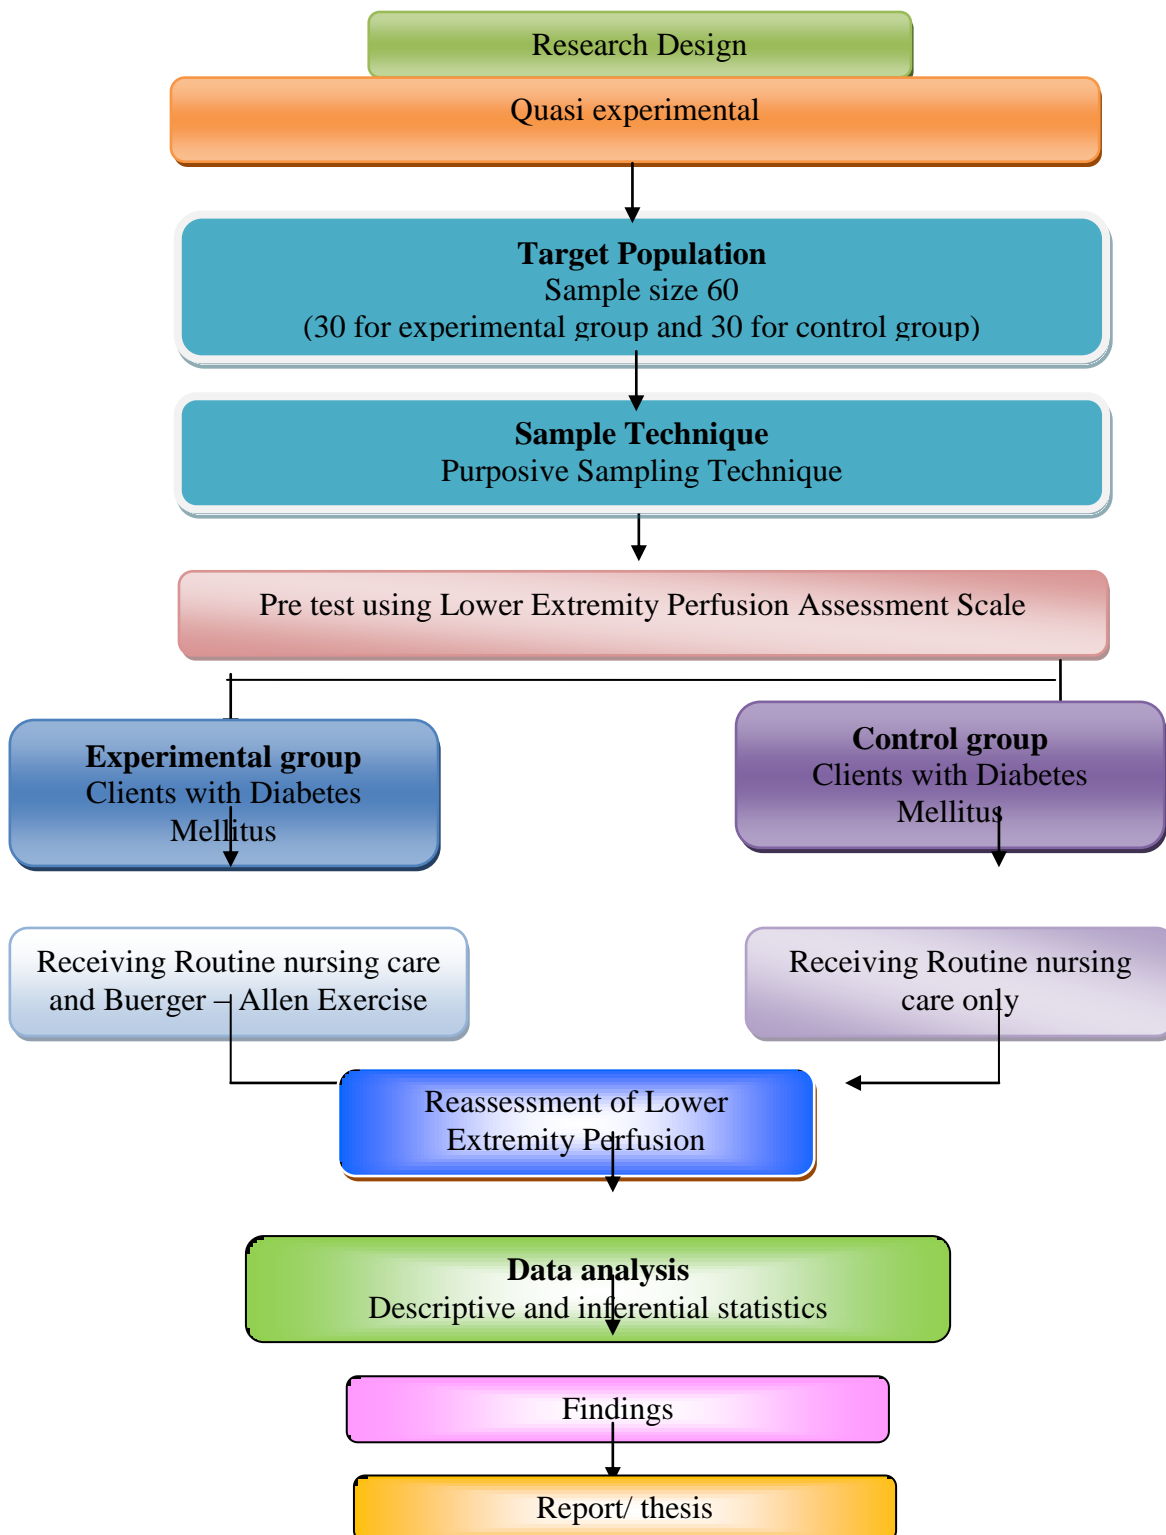 Research Design
Quasi experimental
Target Population
Sample size 60
(30 for experimental group and 30 for control group)
Sample Technique
Purposive Sampling Technique
Pre test using Lower Extremity Perfusion Assessment Scale
Experimental group
Clients with Diabetes
Mellitus
Control group
Clients with Diabetes
Mellitus
Receiving Routine nursing care
and Buerger – Allen Exercise
Receiving Routine nursing
care only
Reassessment of Lower
Extremity Perfusion
Data analysis
Descriptive and inferential statistics
Findings
Report/ thesis